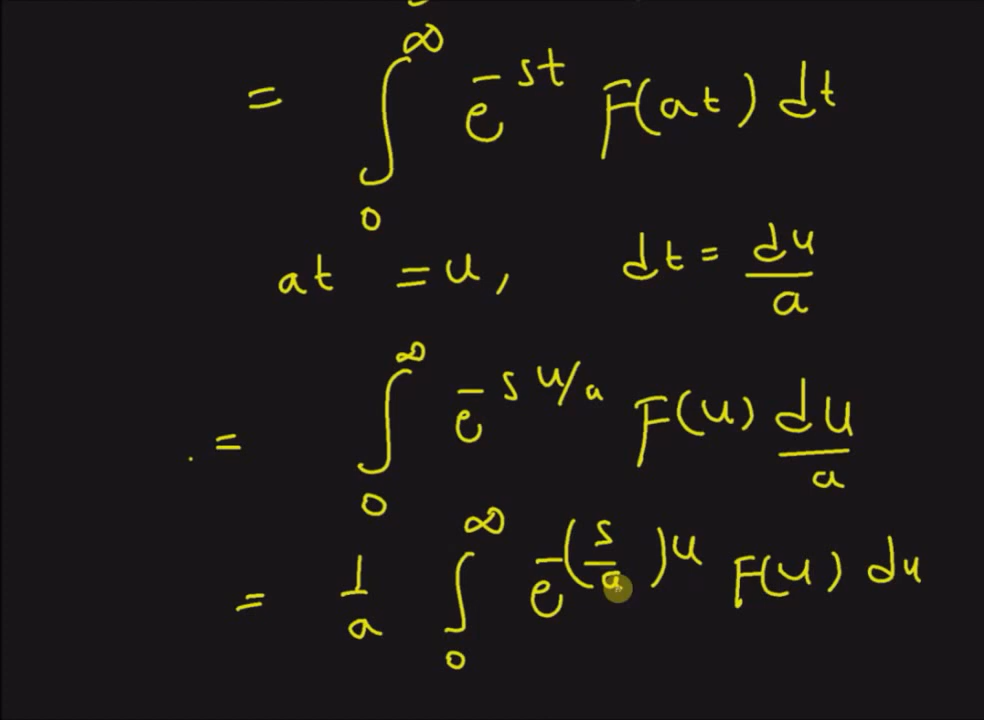 = ∫₀^∞ e^{-st} F(at) dt
at = u, dt = du/a
. = ∫₀^∞ e^{-s u/a} F(u) du/a
= 1/a ∫₀^∞ e^{-(s/a)u} F(u) du